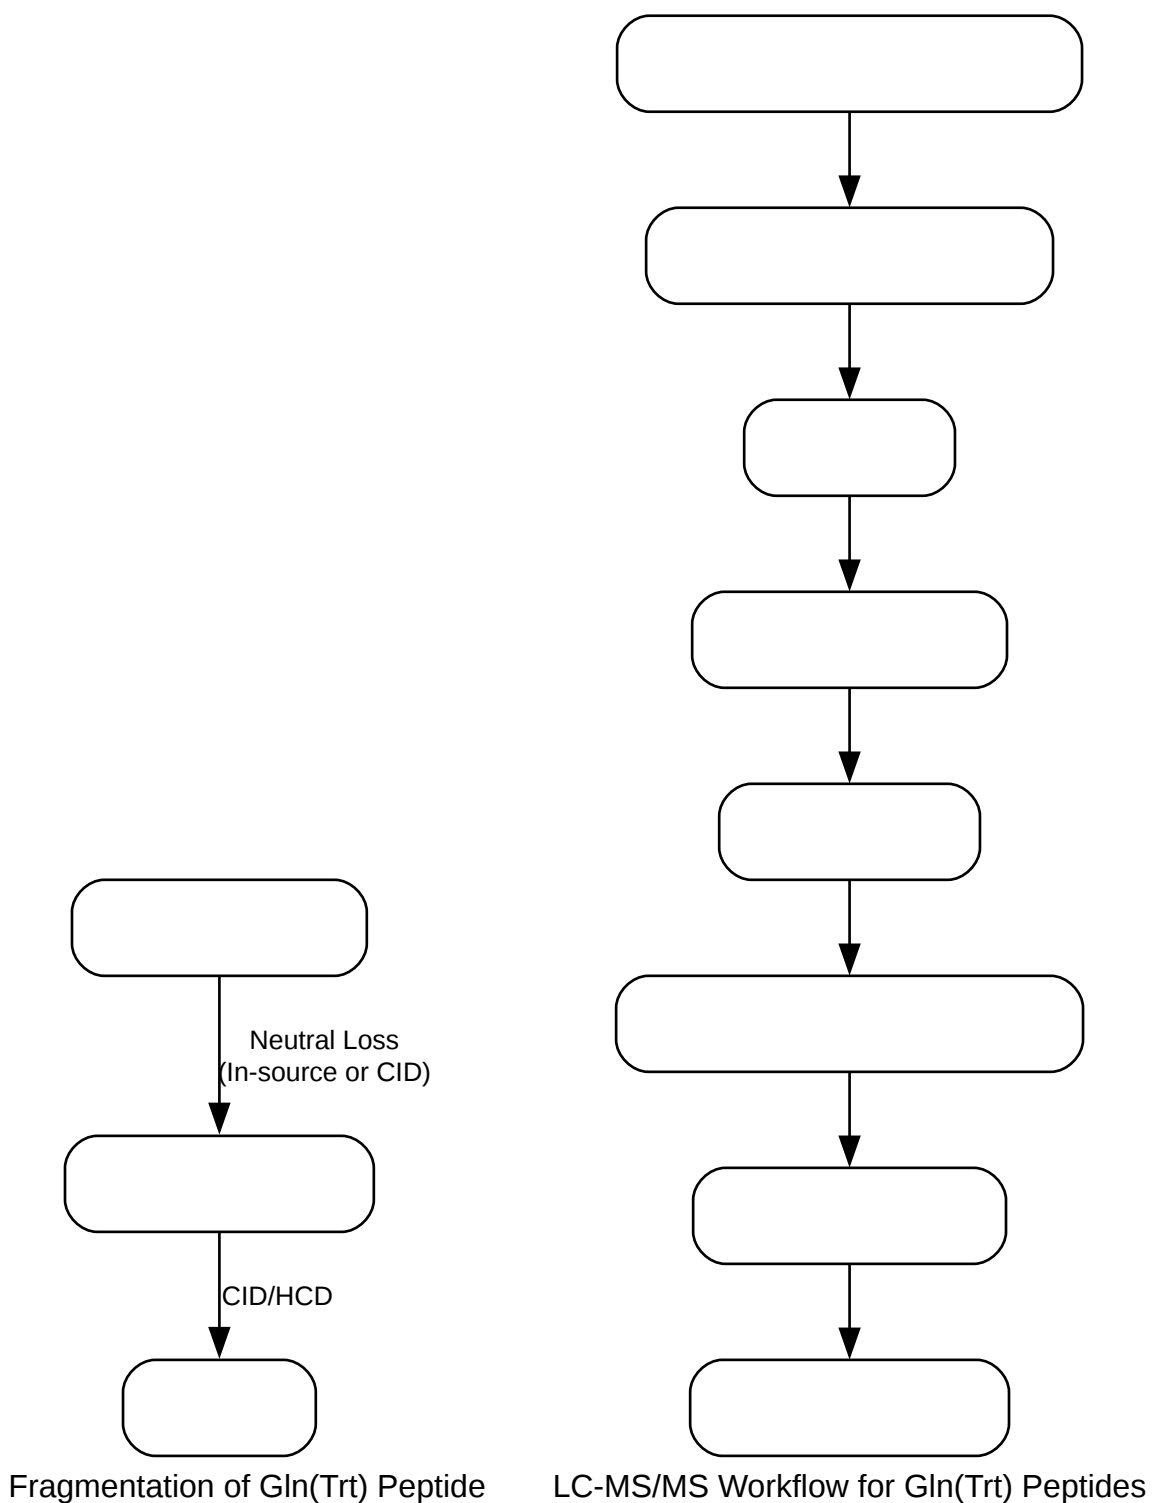 Neutral Loss
(In-source or CID)
CID/HCD
Fragmentation of Gln(Trt) Peptide
LC-MS/MS Workflow for Gln(Trt) Peptides